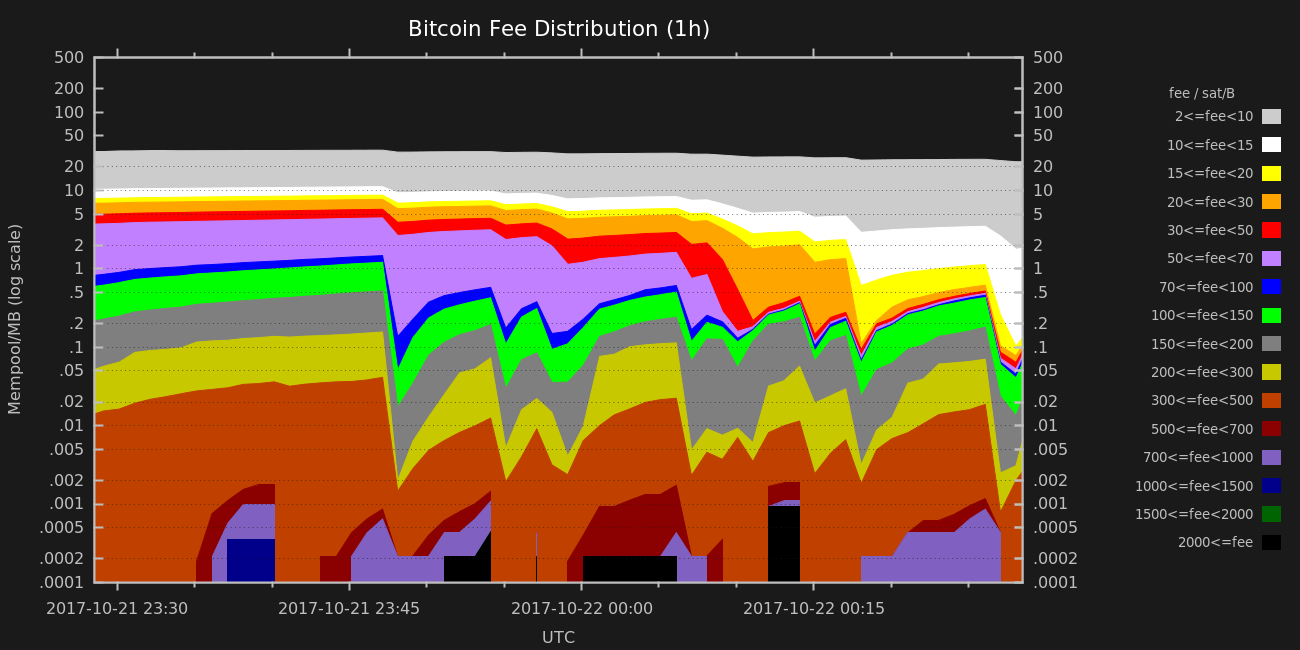 Bitcoin Fee Distribution (1h)
500 500
200 200
100 100
50 50
20 20
10 10
5 5
2 2
1 1
.5 .5
.2 .2
.1 .1
.05 .05
.02 .02
.01 .01
.005 .005
.002 .002
.001 .001
.0005 .0005
.0002 .0002
.0001 .0001
Mempool/MB (log scale)
2017-10-21 23:30 2017-10-21 23:45 2017-10-22 00:00 2017-10-22 00:15
UTC
fee / sat/B
2<=fee<10
10<=fee<15
15<=fee<20
20<=fee<30
30<=fee<50
50<=fee<70
70<=fee<100
100<=fee<150
150<=fee<200
200<=fee<300
300<=fee<500
500<=fee<700
700<=fee<1000
1000<=fee<1500
1500<=fee<2000
2000<=fee